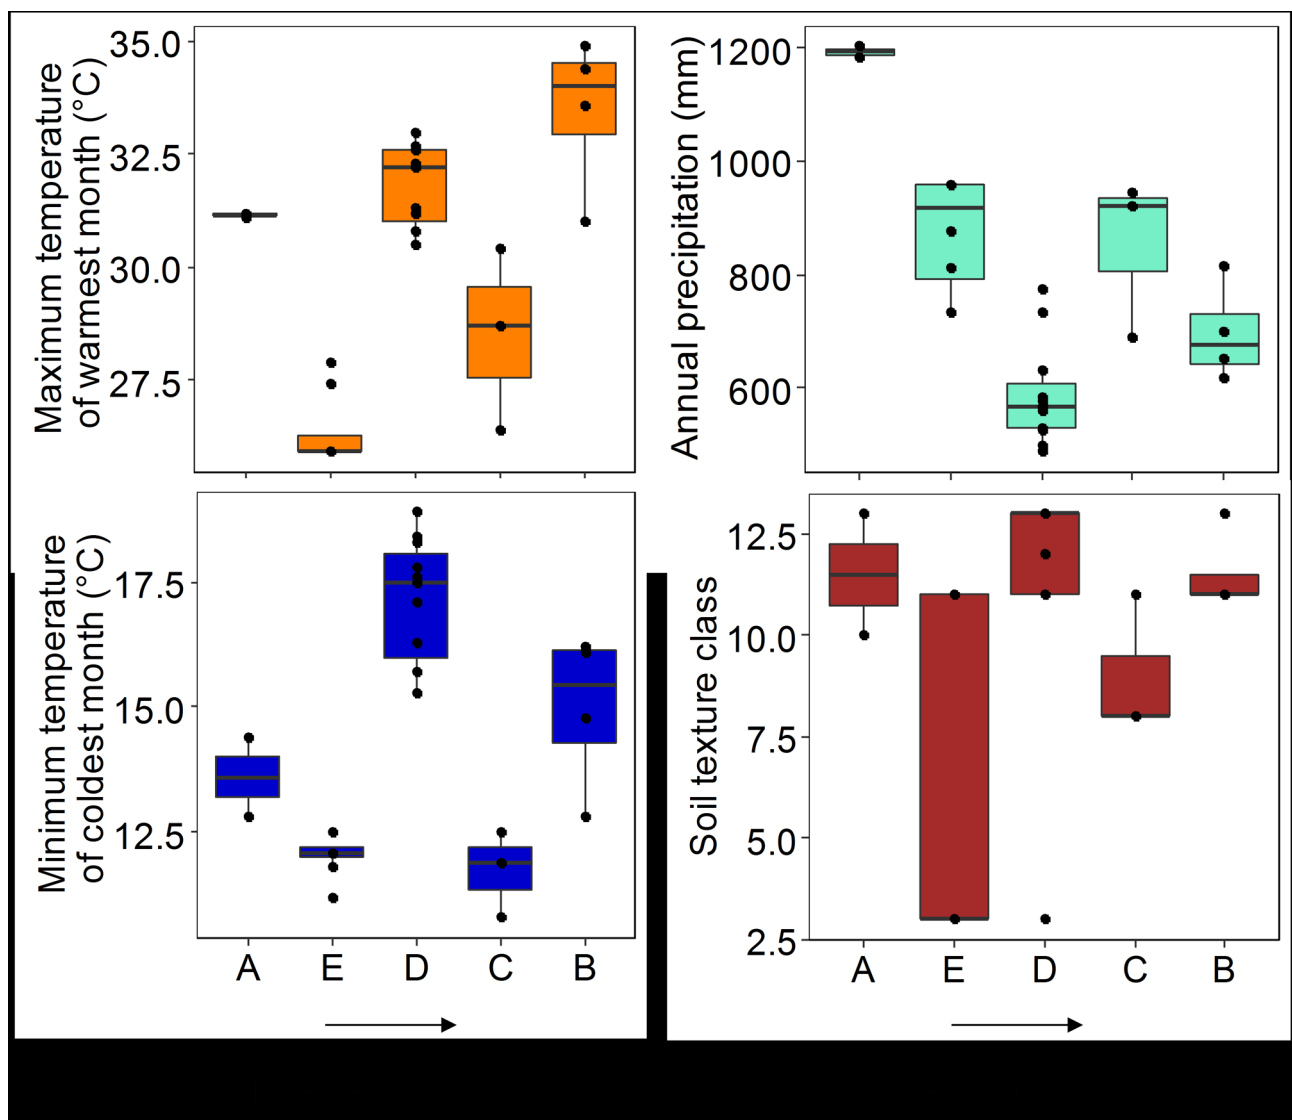 Maximum temperature
of warmest month (°C)
35.0
32.5
30.0
27.5
Annual precipitation (mm)
1200
1000
800
600
Minimum temperature
of coldest month (°C)
17.5
15.0
12.5
A E D C B
Soil texture class
12.5
10.0
7.5
5.0
2.5
A E D C B